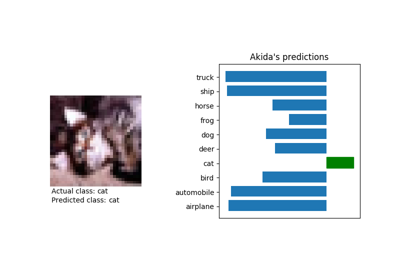 Akida's predictions
truck
ship
horse
frog
dog
deer
cat
bird
automobile
airplane
Actual class: cat
Predicted class: cat